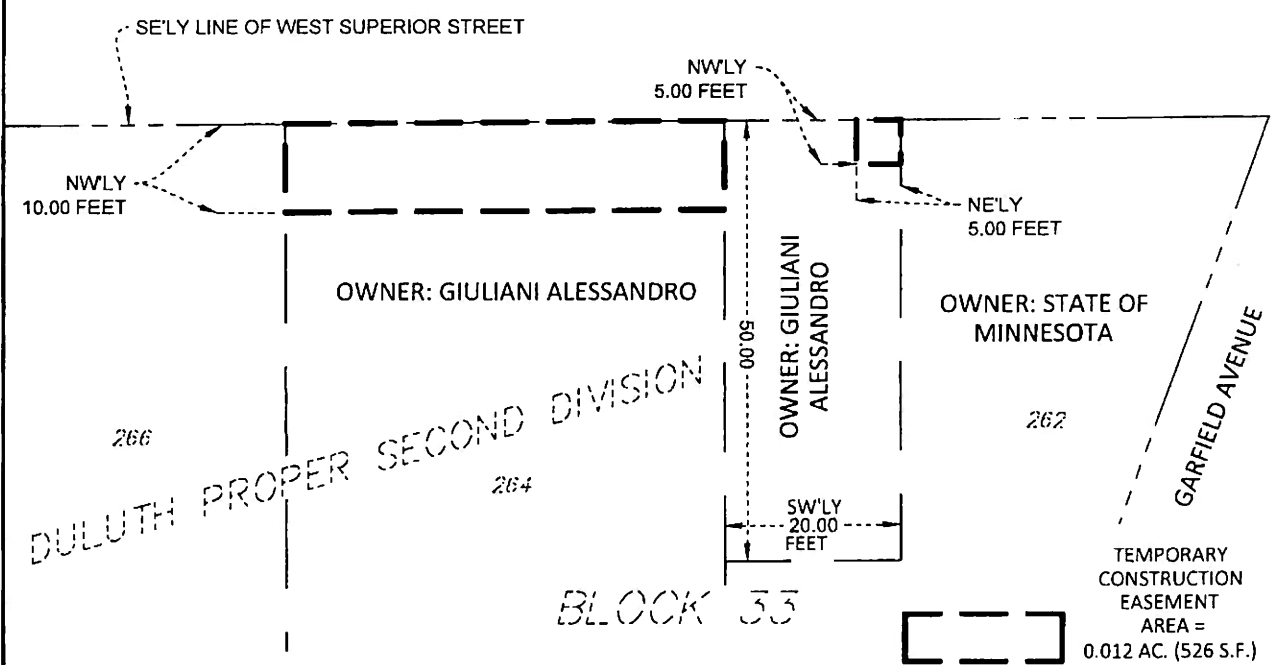 SE'LY LINE OF WEST SUPERIOR STREET
NW'LY
5.00 FEET
NW'LY
10.00 FEET
NE'LY
5.00 FEET
OWNER: GIULIANI ALESSANDRO
50.00
OWNER: GIULIANI
ALESSANDRO
OWNER: STATE OF
MINNESOTA
GARFIELD AVENUE
266
DULUTH PROPER SECOND DIVISION
264
262
SW'LY
20.00
FEET
BLOCK 33
TEMPORARY
CONSTRUCTION
EASEMENT
AREA =
0.012 AC. (526 S.F.)